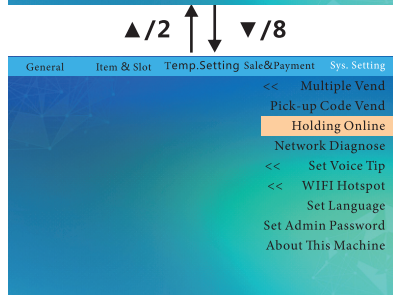 ▲/2 ▼/8
General Item & Slot Temp.Setting Sale&Payment Sys. Setting
<< Multiple Vend
Pick-up Code Vend
Holding Online
Network Diagnose
<< Set Voice Tip
<< WIFI Hotspot
Set Language
Set Admin Password
About This Machine